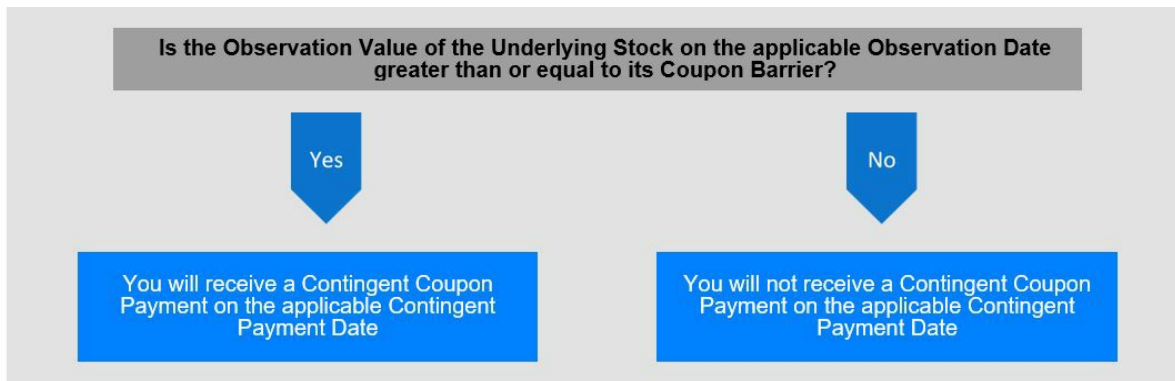 Is the Observation Value of the Underlying Stock on the applicable Observation Date
greater than or equal to its Coupon Barrier?
Yes
No
You will receive a Contingent Coupon
Payment on the applicable Contingent
Payment Date
You will not receive a Contingent Coupon
Payment on the applicable Contingent
Payment Date